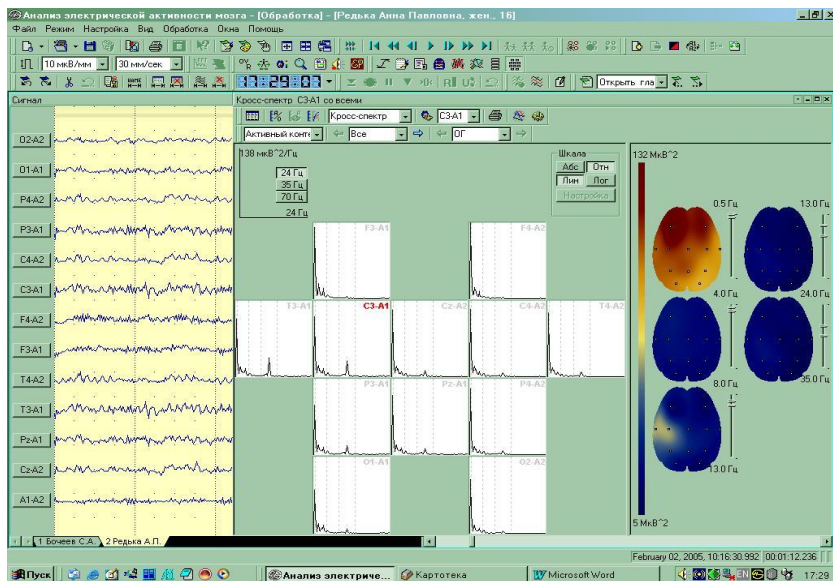 Анализ электрической активности мозга - [Обработка] - [Редька Анна Павловна, жен., 16]
Файл Режим Настройка Вид Обработка Окна Помощь
10 мкВ/мм 30 мм/сек
Открыть гла
Сигнал
Кросс-спектр C3-A1 со всеми
Кросс-спектр C3-A1
Активный конт Все ОГ
138 мкВ^2/Гц
24 Гц
35 Гц
70 Гц
24 Гц
Шкала
Абс Отн
Лин Лог
Настройка
O2-A2
O1-A1
P4-A2
P3-A1
C4-A2
C3-A1
F4-A2
F3-A1
T4-A2
T3-A1
Pz-A1
Cz-A2
A1-A2
F3-A1 F4-A2
T3-A1 C3-A1 Cz-A2 C4-A2 T4-A2
P3-A1 Pz-A1 P4-A2
O1-A1 O2-A2
132 МкВ^2
0.5 Гц 13.0 Гц
4.0 Гц 24.0 Гц
8.0 Гц 35.0 Гц
13.0 Гц
5 МкВ^2
1 Бочеев С.А. 2 Редька А.П.
February 02, 2005, 10:16:30.992 00:01:12.236
Пуск Анализ электриче... Картотека Microsoft Word EN 17:29